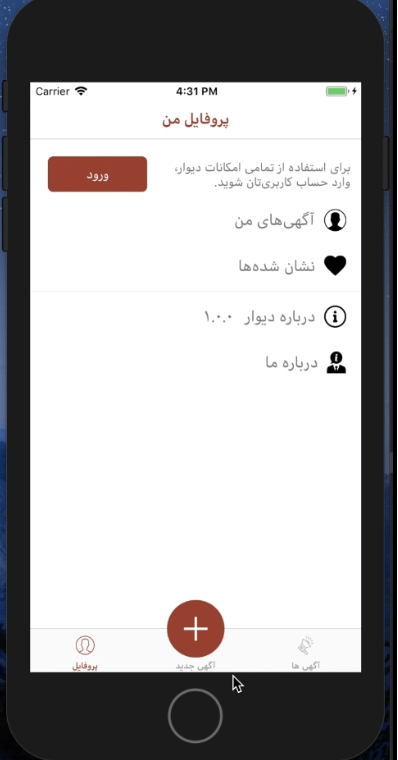 Carrier 4:31 PM
پروفایل من
برای استفاده از تمامی امکانات دیوار،
وارد حساب کاربری‌تان شوید.
ورود
آگهی‌های من
نشان شده‌ها
درباره دیوار ۱.۰.۰
درباره ما
آگهی ها
آگهی جدید
پروفایل